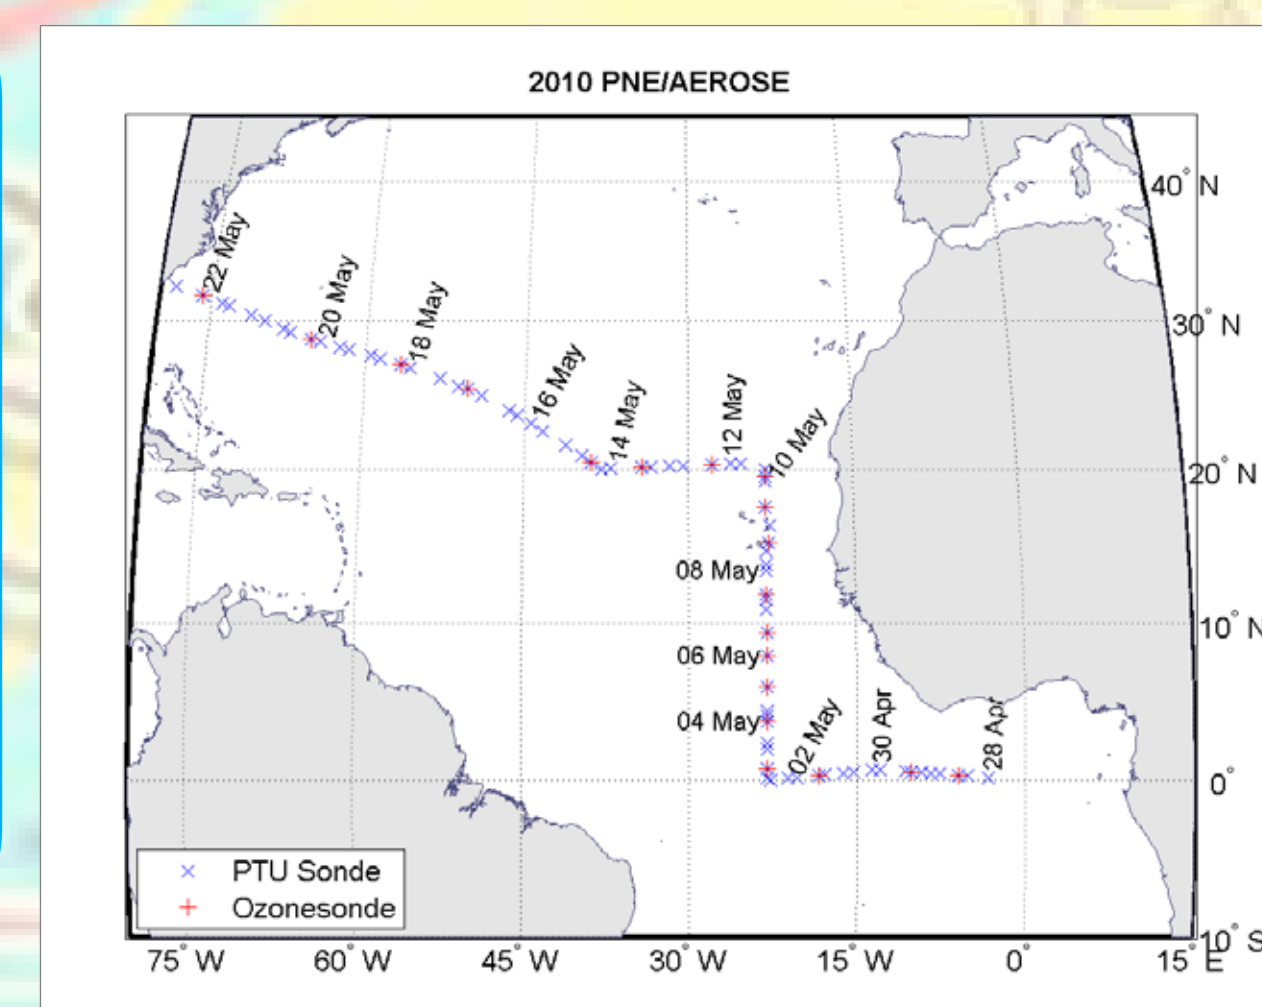 2010 PNE/AEROSE
40° N
22 May
20 May
30° N
18 May
16 May
14 May
12 May
10 May
20° N
08 May
10° N
06 May
04 May
02 May
30 Apr
28 Apr
0°
PTU Sonde
Ozonesonde
10° S
75° W
60° W
45° W
30° W
15° W
0°
15° E